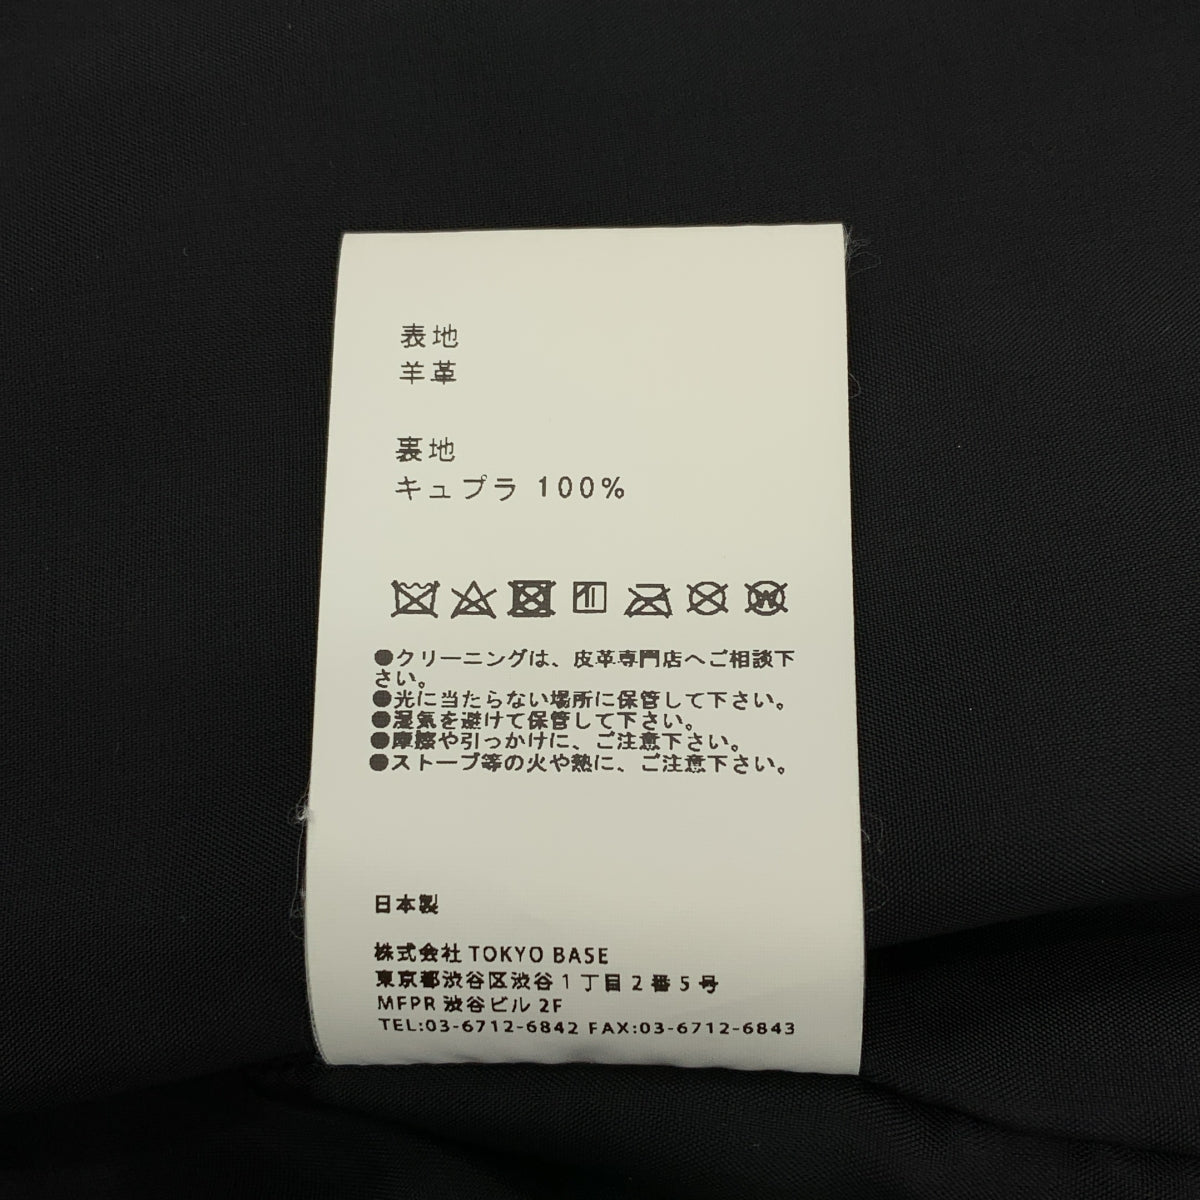 表地
羊革
裏地
キュプラ 100%
●クリーニングは、皮革専門店へご相談下
さい。
●光に当たらない場所に保管して下さい。
●湿気を避けて保管して下さい。
●摩擦や引っかけに、ご注意下さい。
●ストーブ等の火や熱に、ご注意下さい。
日本製
株式会社 TOKYO BASE
東京都渋谷区渋谷1丁目2番5号
MFPR 渋谷ビル 2F
TEL:03-6712-6842 FAX:03-6712-6843